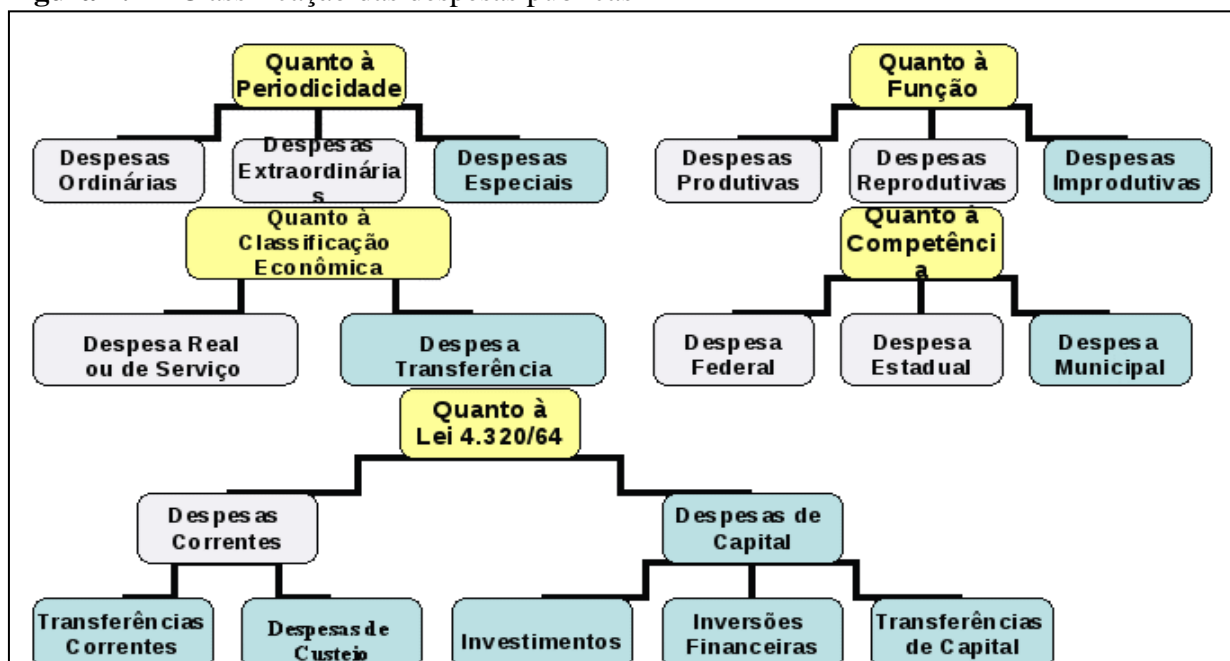 Quanto à
Periodicidade
Despesas
Ordinárias
Despesas
Extraordinária
s
Despesas
Especiais
Quanto à
Função
Despesas
Produtivas
Despesas
Reprodutivas
Despesas
Improdutivas
Quanto à
Classificação
Econômica
Despesa Real
ou de Serviço
Despesa
Transferência
Quanto à
Competênci
a
Despesa
Federal
Despesa
Estadual
Despesa
Municipal
Quanto à
Lei 4.320/64
Despesas
Correntes
Despesas de
Capital
Transferências
Correntes
Despesas de
Custeio
Investimentos
Inversões
Financeiras
Transferências
de Capital